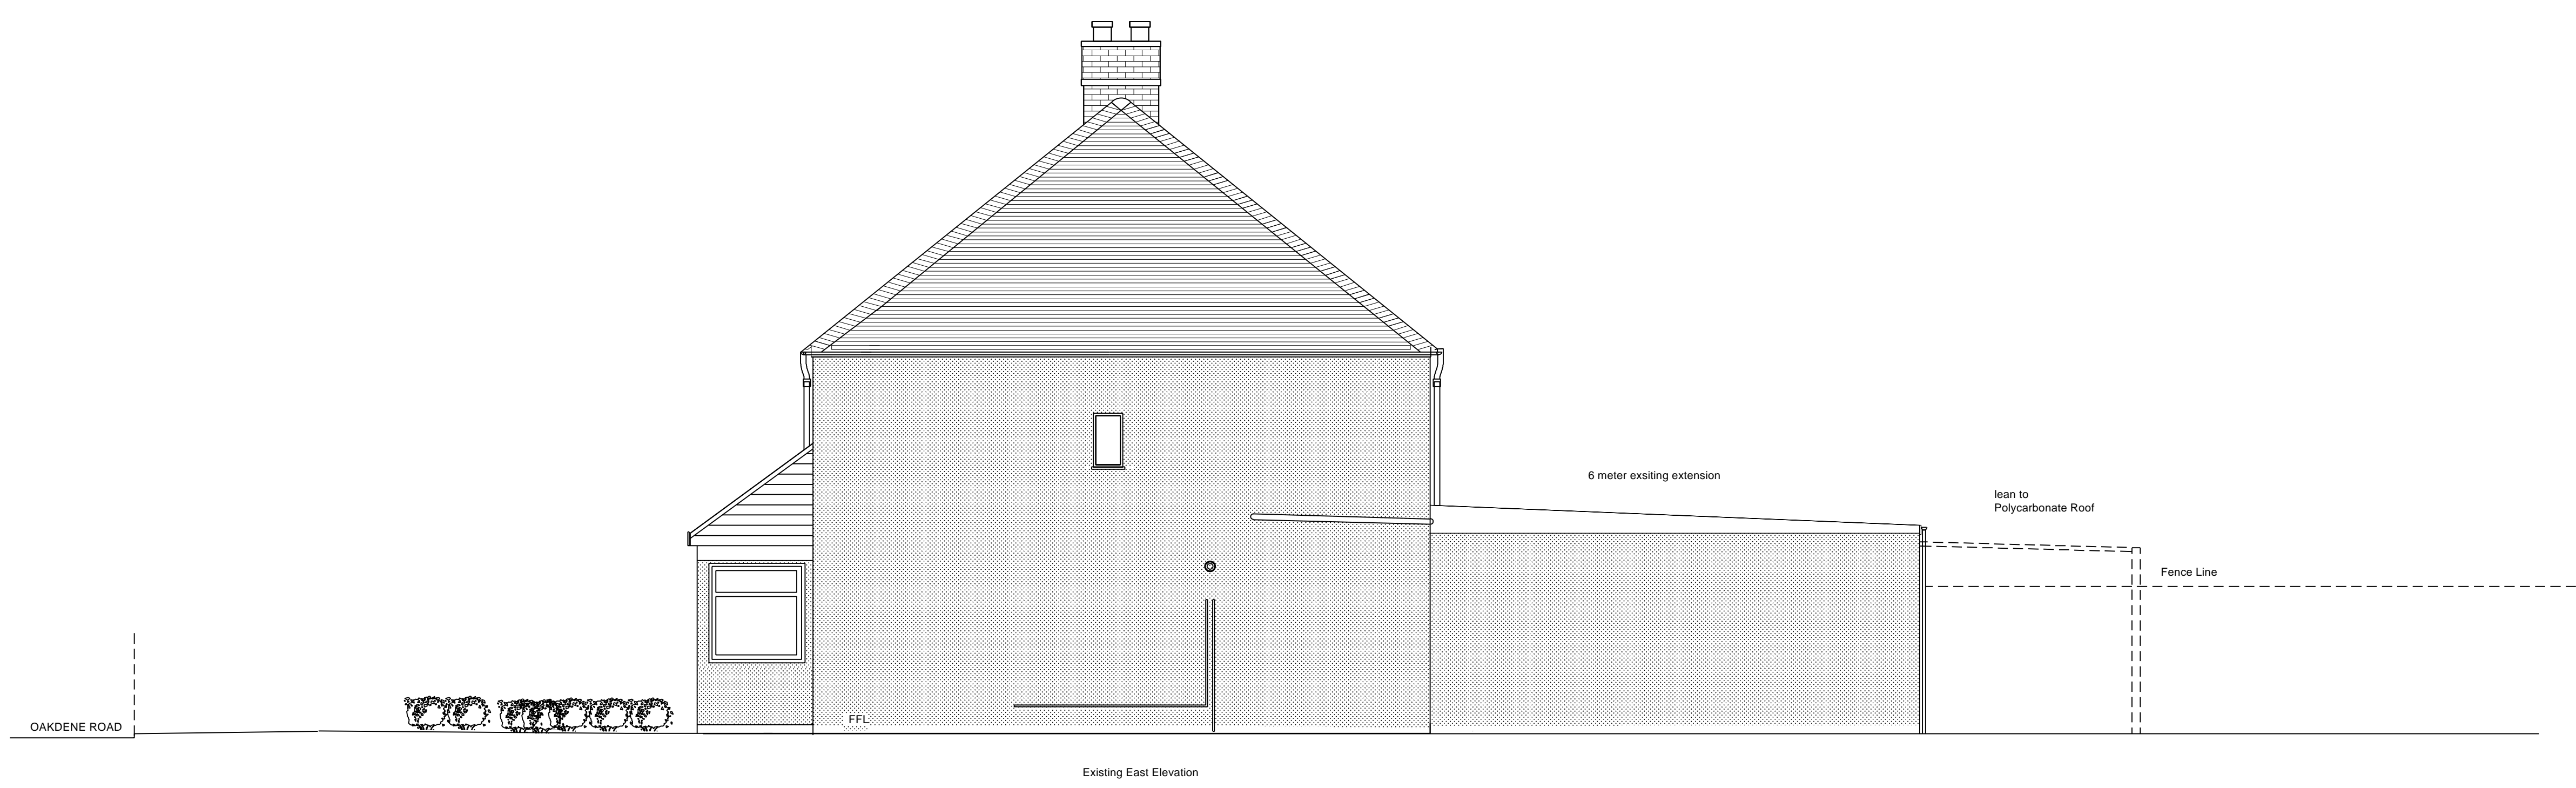 6 meter exsiting extension
lean to
Polycarbonate Roof
Fence Line
FFL
OAKDENE ROAD
Existing East Elevation